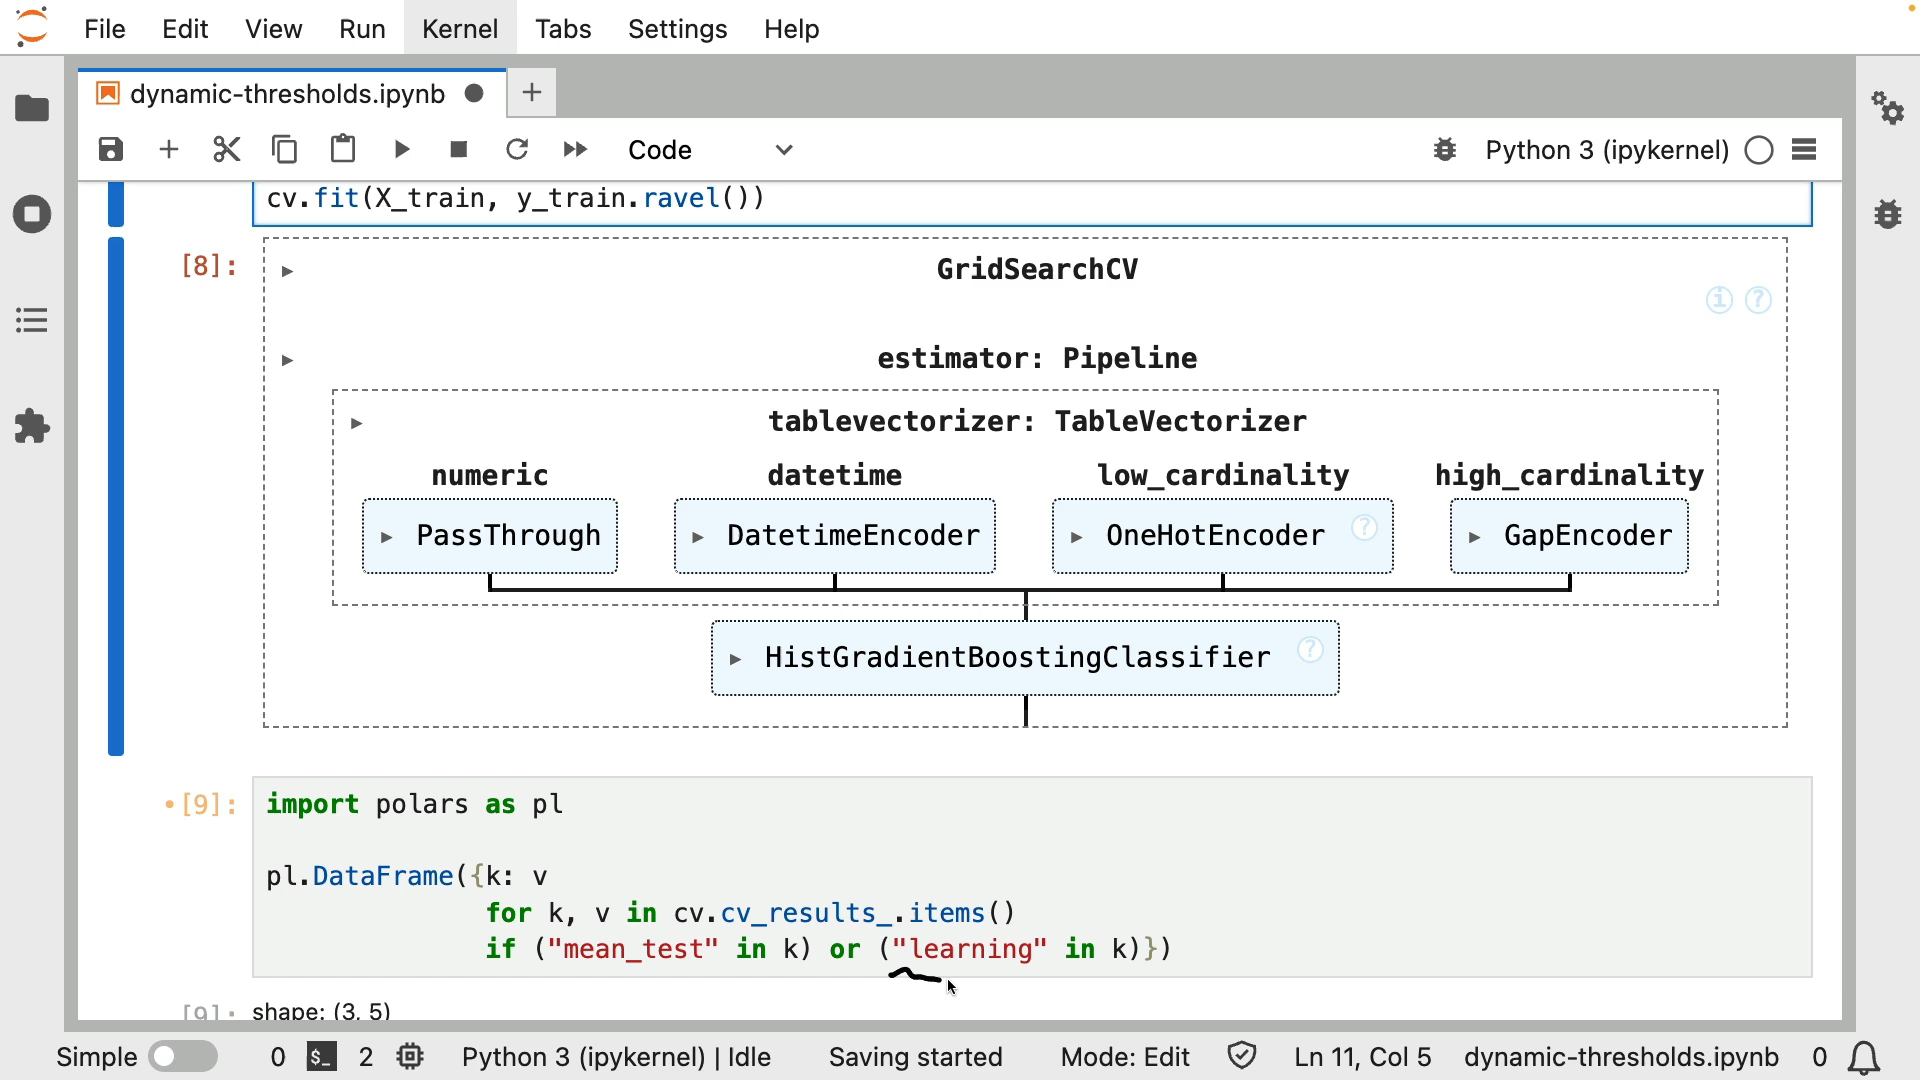 File Edit View Run Kernel Tabs Settings Help
dynamic-thresholds.ipynb
Code
Python 3 (ipykernel)
cv.fit(X_train, y_train.ravel())
[8]:
GridSearchCV
i ?
estimator: Pipeline
tablevectorizer: TableVectorizer
numeric datetime low_cardinality high_cardinality
PassThrough DatetimeEncoder OneHotEncoder ? GapEncoder
HistGradientBoostingClassifier ?
[9]: import polars as pl
pl.DataFrame({k: v
for k, v in cv.cv_results_.items()
if ("mean_test" in k) or ("learning" in k)})
[9]: shape: (3, 5)
Simple 0 $_ 2 Python 3 (ipykernel) | Idle Saving started Mode: Edit Ln 11, Col 5 dynamic-thresholds.ipynb 0